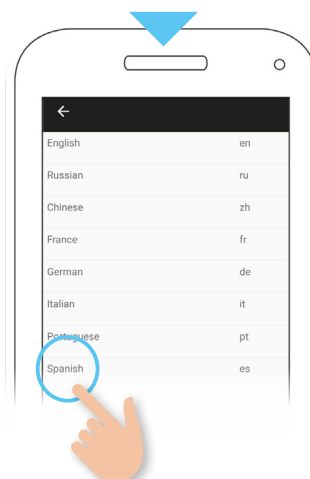 English en
Russian ru
Chinese zh
France fr
German de
Italian it
Portuguese pt
Spanish es